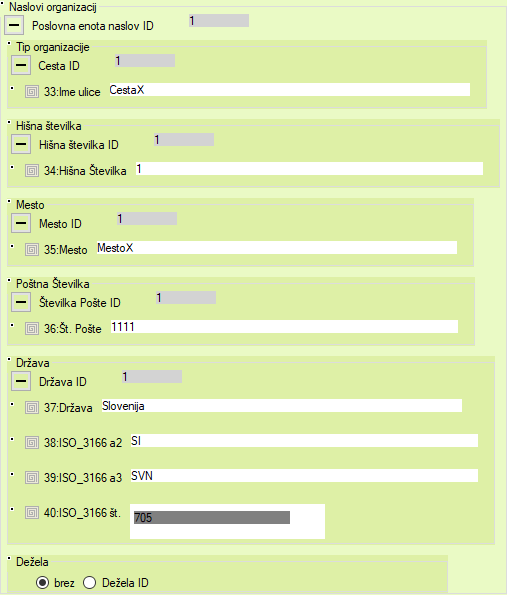 Naslovi organizacij
Poslovna enota naslov ID 1
Tip organizacije
Cesta ID 1
33:Ime ulice CestaX
Hišna številka
Hišna številka ID 1
34:Hišna Številka 1
Mesto
Mesto ID 1
35:Mesto MestoX
Poštna Številka
Številka Pošte ID 1
36:Št. Pošte 1111
Država
Država ID 1
37:Država Slovenija
38:ISO_3166 a2 SI
39:ISO_3166 a3 SVN
40:ISO_3166 št. 705
Dežela
brez Dežela ID